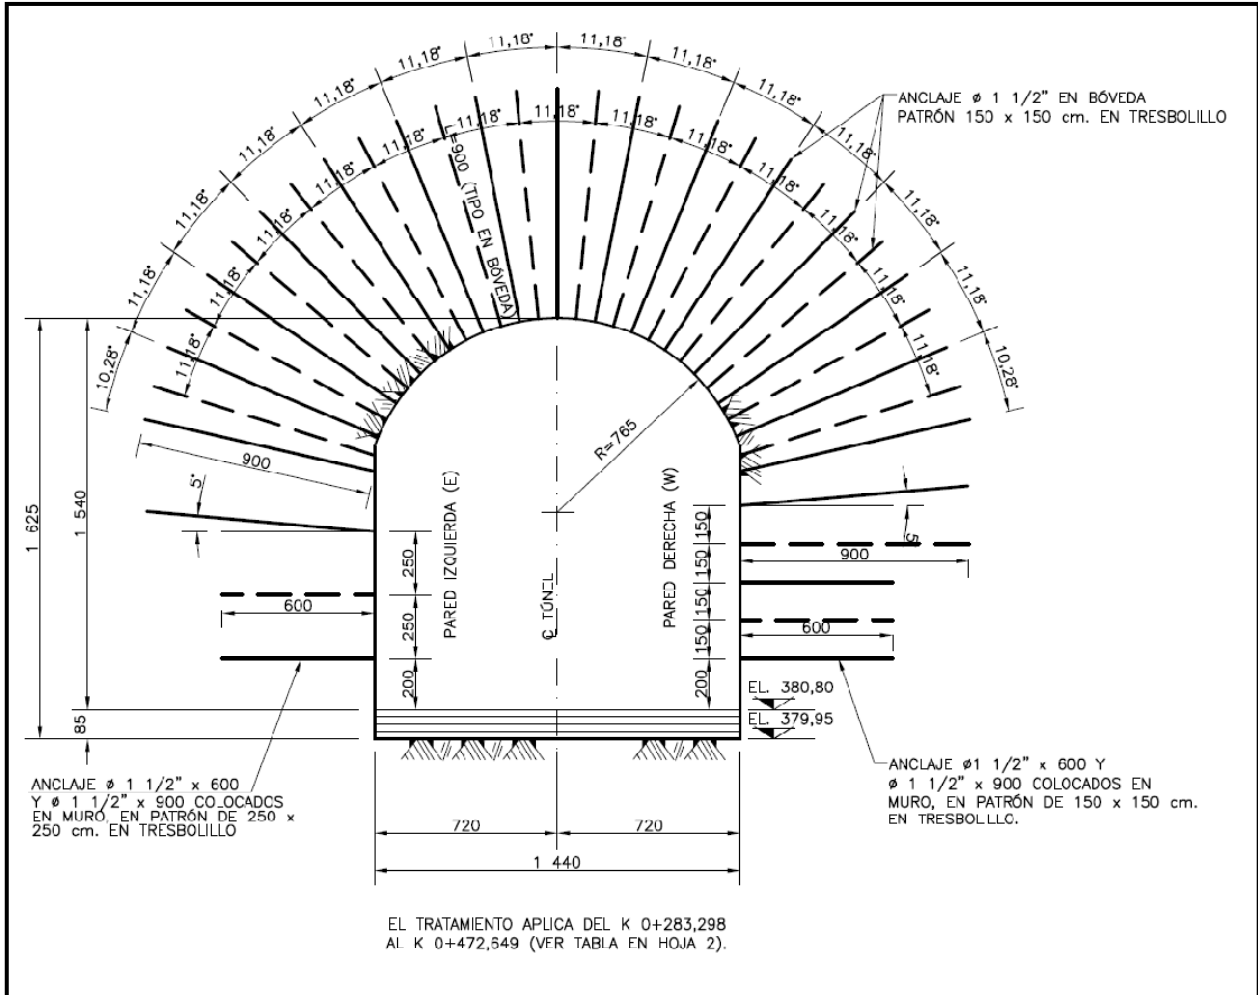 11,18°
11,18°
11,18°
11,18°
11,18°
11,18°
11,18°
11,18°
11,18°
11,18°
11,18°
11,18°
11,18°
11,18°
10,28°
10,28°
11,18°
11,18°
11,18°
11,18°
11,18°
11,18°
11,18°
11,18°
11,18°
11,18°
11,18°
11,18°
11,18°
ANCLAJE ø 1 1/2" EN BÓVEDA
PATRÓN 150 x 150 cm. EN TRESBOLILLO
L=900 (TIPO EN BÓVEDA)
R=765
900
5°
1 625
1 540
85
250
250
200
600
PARED IZQUIERDA (E)
℄ TÚNEL
PARED DERECHA (W)
150
150
150
150
200
5°
900
600
EL. 380,80
EL. 379,95
ANCLAJE ø 1 1/2" x 600
Y ø 1 1/2" x 900 COLOCADOS
EN MURO, EN PATRÓN DE 250 x
250 cm. EN TRESBOLILLO
ANCLAJE ø1 1/2" x 600 Y
ø 1 1/2" x 900 COLOCADOS EN
MURO, EN PATRÓN DE 150 x 150 cm.
EN TRESBOLILLO.
720
720
1 440
EL TRATAMIENTO APLICA DEL K 0+283,298
AL K 0+472,649 (VER TABLA EN HOJA 2).